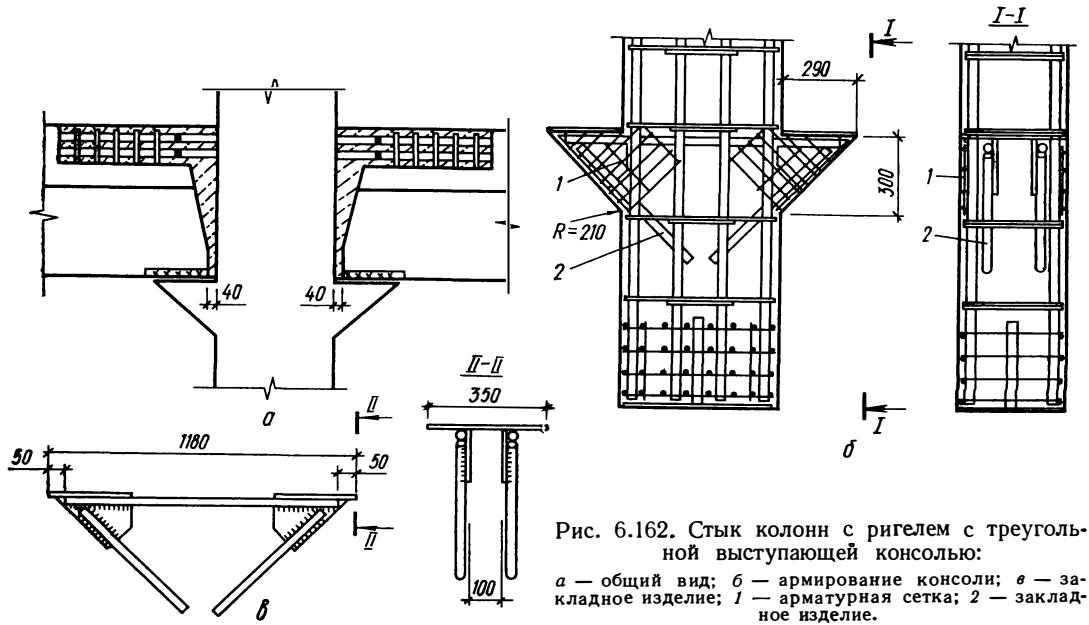 I
I–I
290
1
300
R=210
2
1
2
40
40
а
II–II
II
350
I
б
1180
50
50
II
100
в
Рис. 6.162. Стык колонн с ригелем с треуголь-
ной выступающей консолью:
а — общий вид; б — армирование консоли; в — за-
кладное изделие; 1 — арматурная сетка; 2 — заклад-
ное изделие.